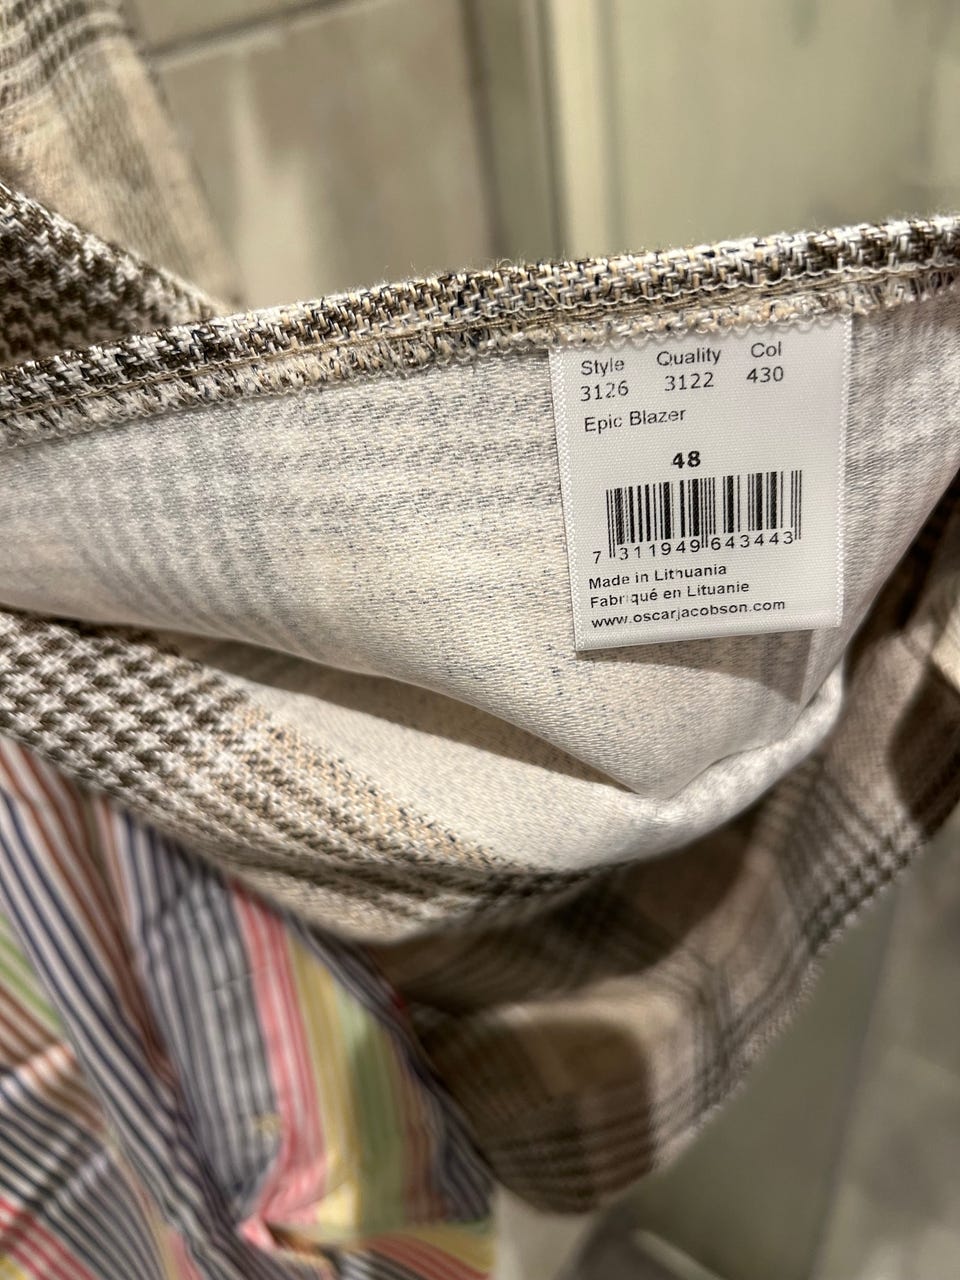 Style Quality Col
3126 3122 430
Epic Blazer
48
7 311949 643443
Made in Lithuania
Fabriqué en Lituanie
www.oscarjacobson.com